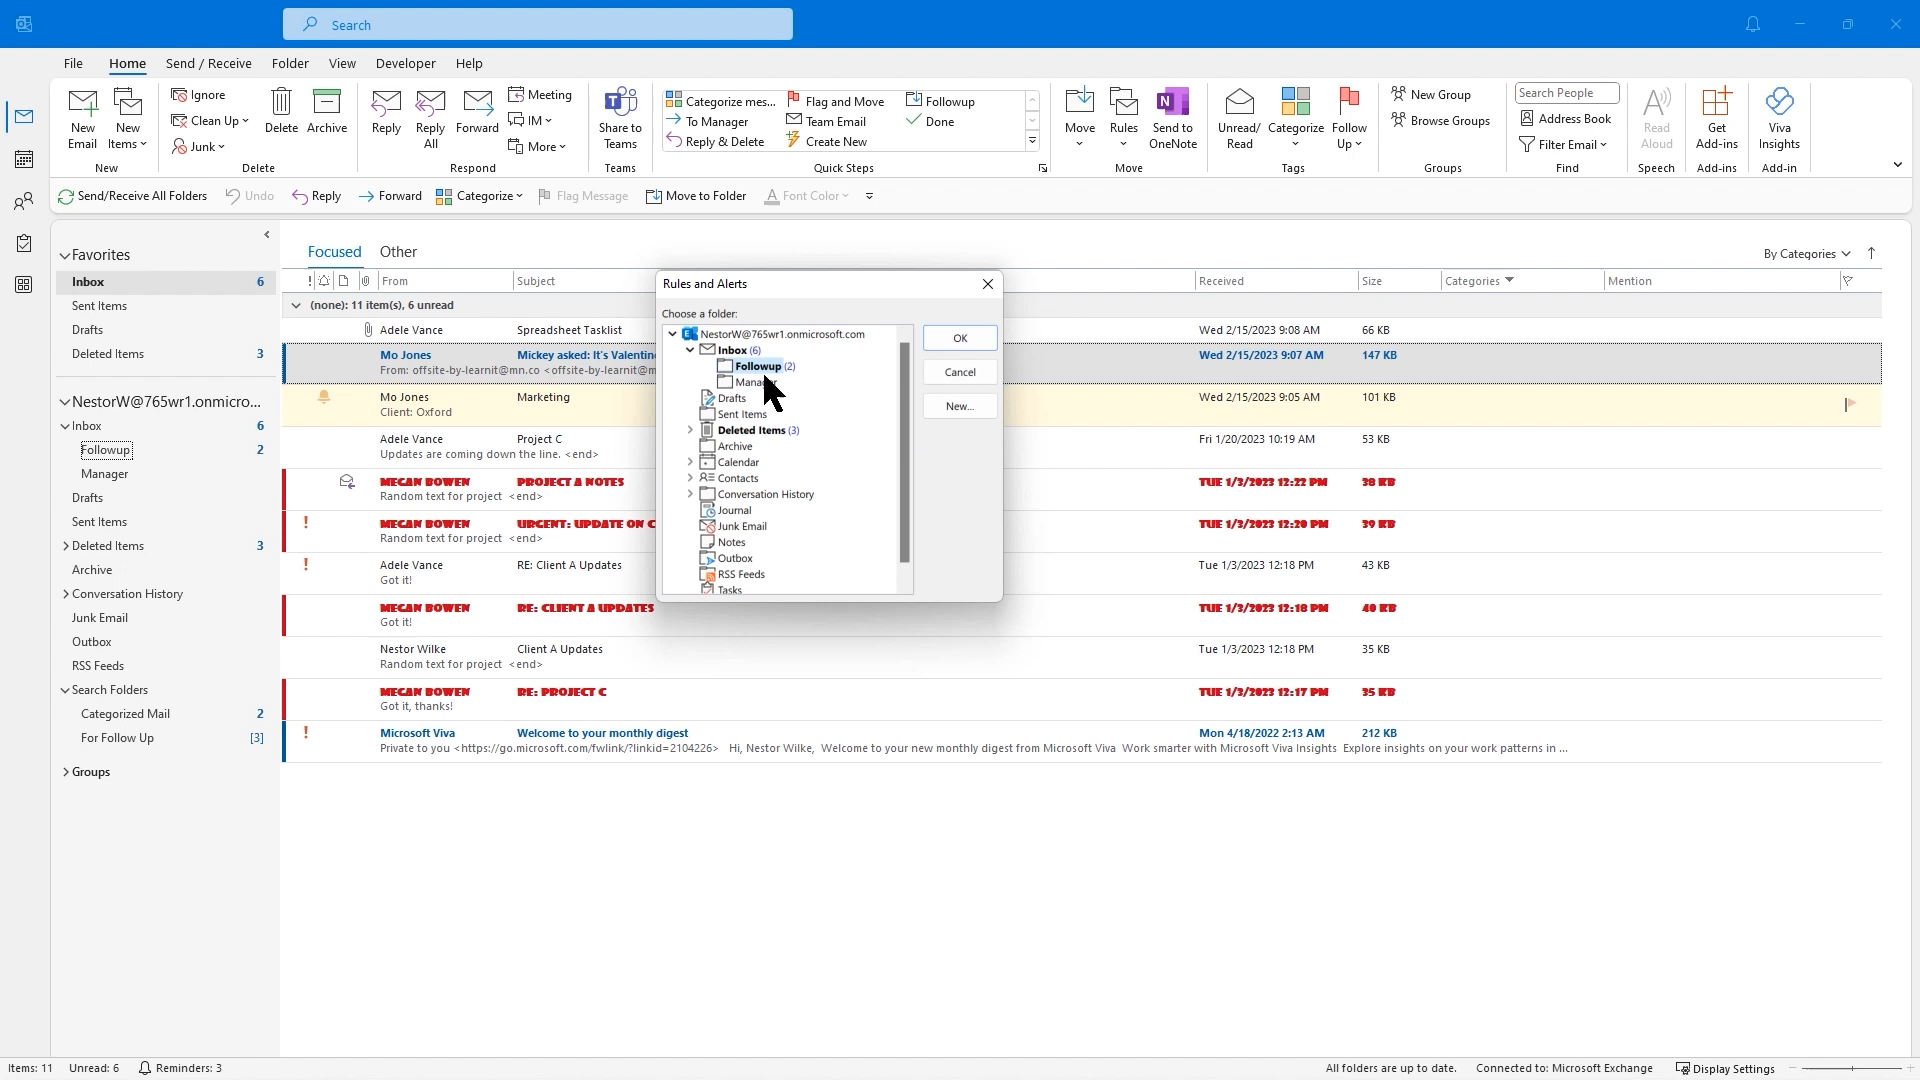 Search
File Home Send / Receive Folder View Developer Help
New Email
New Items
New
Ignore
Clean Up
Junk
Delete
Archive
Delete
Reply
Reply All
Forward
Meeting
IM
More
Respond
Share to Teams
Teams
Categorize mes... Flag and Move Followup
To Manager Team Email Done
Reply & Delete Create New
Quick Steps
Move
Rules
Send to OneNote
Move
Unread/ Read
Categorize
Follow Up
Tags
New Group
Browse Groups
Groups
Search People
Address Book
Filter Email
Find
Read Aloud
Speech
Get Add-ins
Add-ins
Viva Insights
Add-in
Send/Receive All Folders Undo Reply Forward Categorize Flag Message Move to Folder Font Color
Favorites
Inbox 6
Sent Items
Drafts
Deleted Items 3
NestorW@765wr1.onmicro...
Inbox 6
Followup 2
Manager
Drafts
Sent Items
Deleted Items 3
Archive
Conversation History
Junk Email
Outbox
RSS Feeds
Search Folders
Categorized Mail 2
For Follow Up [3]
Groups
Focused Other By Categories
From Subject Received Size Categories Mention
(none): 11 item(s), 6 unread
Adele Vance Spreadsheet Tasklist Wed 2/15/2023 9:08 AM 66 KB
Mo Jones Mickey asked: It's Valentin Wed 2/15/2023 9:07 AM 147 KB
From: offsite-by-learnit@mn.co <offsite-by-learnit@m
Mo Jones Marketing Wed 2/15/2023 9:05 AM 101 KB
Client: Oxford
Adele Vance Project C Fri 1/20/2023 10:19 AM 53 KB
Updates are coming down the line. <end>
MEGAN BOWEN PROJECT A NOTES TUE 1/3/2023 12:22 PM 38 KB
Random text for project <end>
MEGAN BOWEN URGENT: UPDATE ON C TUE 1/3/2023 12:20 PM 39 KB
Random text for project <end>
Adele Vance RE: Client A Updates Tue 1/3/2023 12:18 PM 43 KB
Got it!
MEGAN BOWEN RE: CLIENT A UPDATES TUE 1/3/2023 12:18 PM 40 KB
Got it!
Nestor Wilke Client A Updates Tue 1/3/2023 12:18 PM 35 KB
Random text for project <end>
MEGAN BOWEN RE: PROJECT C TUE 1/3/2023 12:17 PM 35 KB
Got it, thanks!
Microsoft Viva Welcome to your monthly digest Mon 4/18/2022 2:13 AM 212 KB
Private to you <https://go.microsoft.com/fwlink/?linkid=2104226> Hi, Nestor Wilke, Welcome to your new monthly digest from Microsoft Viva Work smarter with Microsoft Viva Insights Explore insights on your work patterns in ...
Rules and Alerts
Choose a folder:
NestorW@765wr1.onmicrosoft.com
Inbox (6)
Followup (2)
Manager
Drafts
Sent Items
Deleted Items (3)
Archive
Calendar
Contacts
Conversation History
Journal
Junk Email
Notes
Outbox
RSS Feeds
Tasks
OK
Cancel
New...
Items: 11 Unread: 6 Reminders: 3 All folders are up to date. Connected to: Microsoft Exchange Display Settings